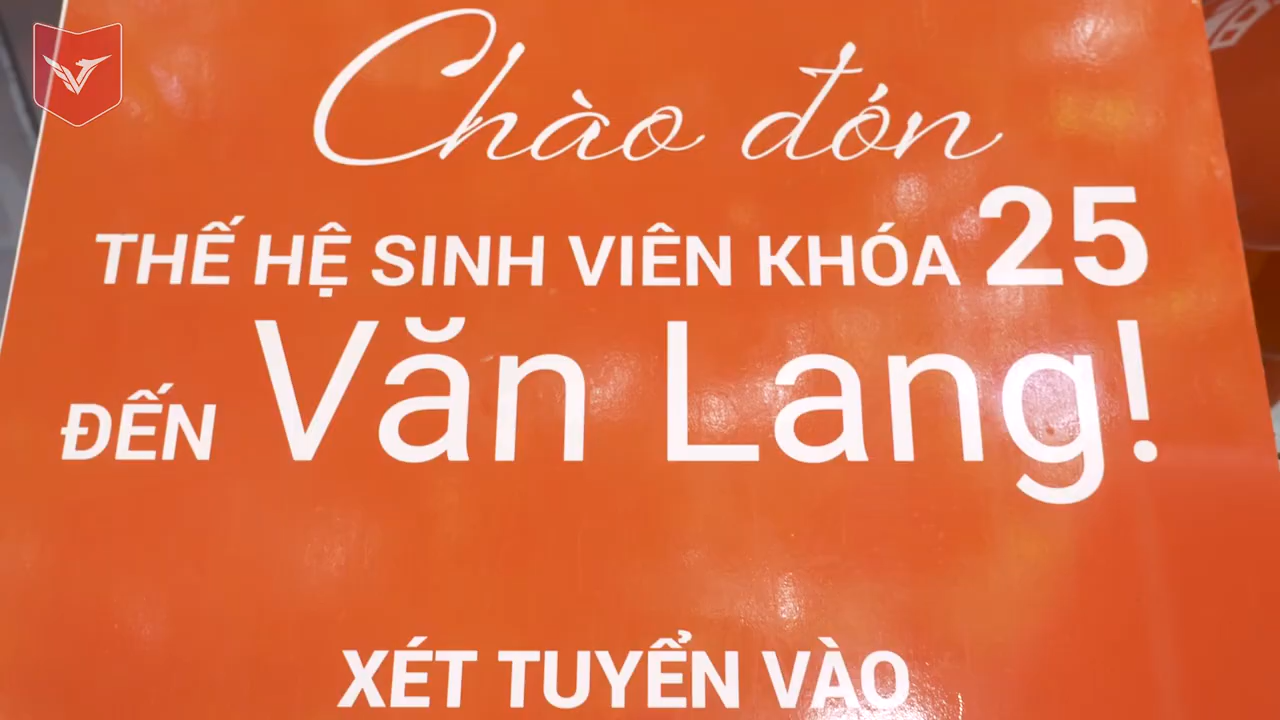 Chào đón
THẾ HỆ SINH VIÊN KHÓA 25
ĐẾN Văn Lang!
XÉT TUYỂN VÀO